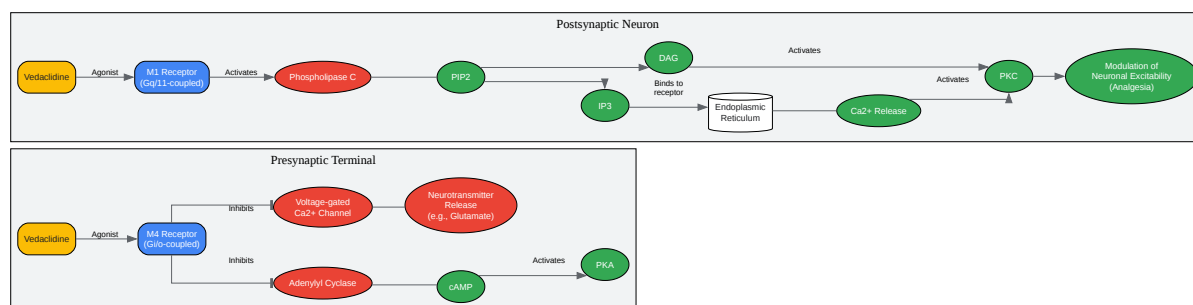 Postsynaptic Neuron
Vedaclidine
Agonist
M1 Receptor
(Gq/11-coupled)
Activates
Phospholipase C
PIP2
DAG
IP3
Binds to
receptor
Endoplasmic
Reticulum
Ca2+ Release
Activates
Activates
PKC
Modulation of
Neuronal Excitability
(Analgesia)
Presynaptic Terminal
Vedaclidine
Agonist
M4 Receptor
(Gi/o-coupled)
Inhibits
Voltage-gated
Ca2+ Channel
Neurotransmitter
Release
(e.g., Glutamate)
Inhibits
Adenylyl Cyclase
cAMP
Activates
PKA